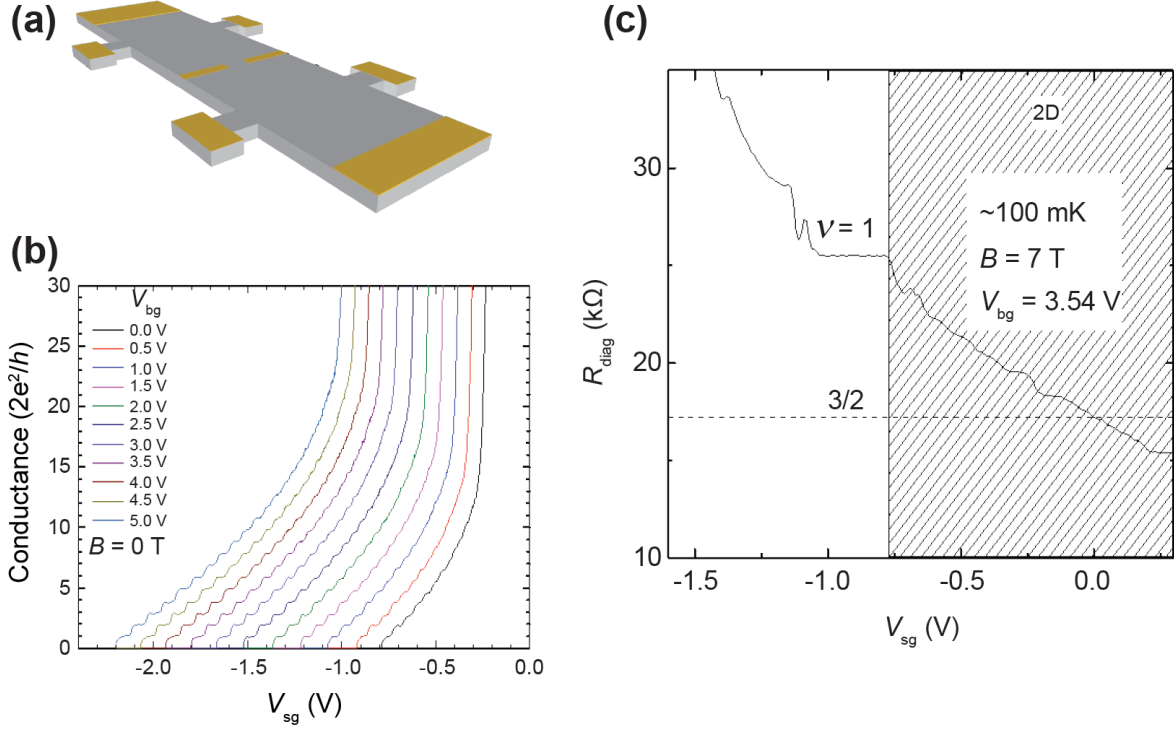 (a)
(b)
Conductance (2e²/h)
30
25
20
15
10
5
0
V_bg
0.0 V
0.5 V
1.0 V
1.5 V
2.0 V
2.5 V
3.0 V
3.5 V
4.0 V
4.5 V
5.0 V
B = 0 T
-2.0
-1.5
-1.0
-0.5
0.0
V_sg (V)
(c)
R_diag (kΩ)
30
20
10
2D
~100 mK
B = 7 T
V_bg = 3.54 V
ν = 1
3/2
-1.5
-1.0
-0.5
0.0
V_sg (V)